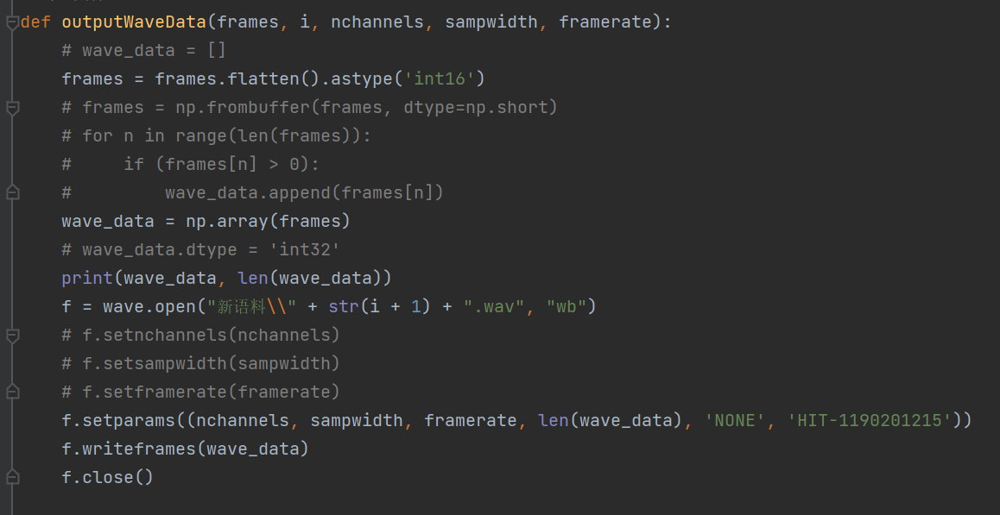 def outputWaveData(frames, i, nchannels, sampwidth, framerate):
    # wave_data = []
    frames = frames.flatten().astype('int16')
    # frames = np.frombuffer(frames, dtype=np.short)
    # for n in range(len(frames)):
    #     if (frames[n] > 0):
    #         wave_data.append(frames[n])
    wave_data = np.array(frames)
    # wave_data.dtype = 'int32'
    print(wave_data, len(wave_data))
    f = wave.open("新语料\\" + str(i + 1) + ".wav", "wb")
    # f.setnchannels(nchannels)
    # f.setsampwidth(sampwidth)
    # f.setframerate(framerate)
    f.setparams((nchannels, sampwidth, framerate, len(wave_data), 'NONE', 'HIT-1190201215'))
    f.writeframes(wave_data)
    f.close()